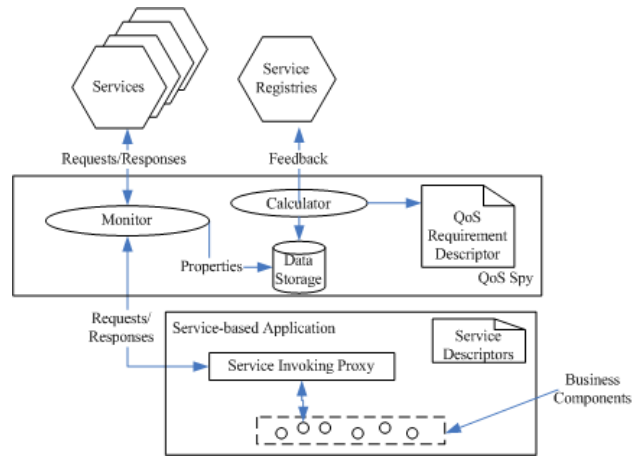 Services
Service
Registries
Requests/Responses
Feedback
Monitor
Calculator
QoS
Requirement
Descriptor
Properties
Data
Storage
QoS Spy
Requests/
Responses
Service-based Application
Service
Descriptors
Service Invoking Proxy
Business
Components